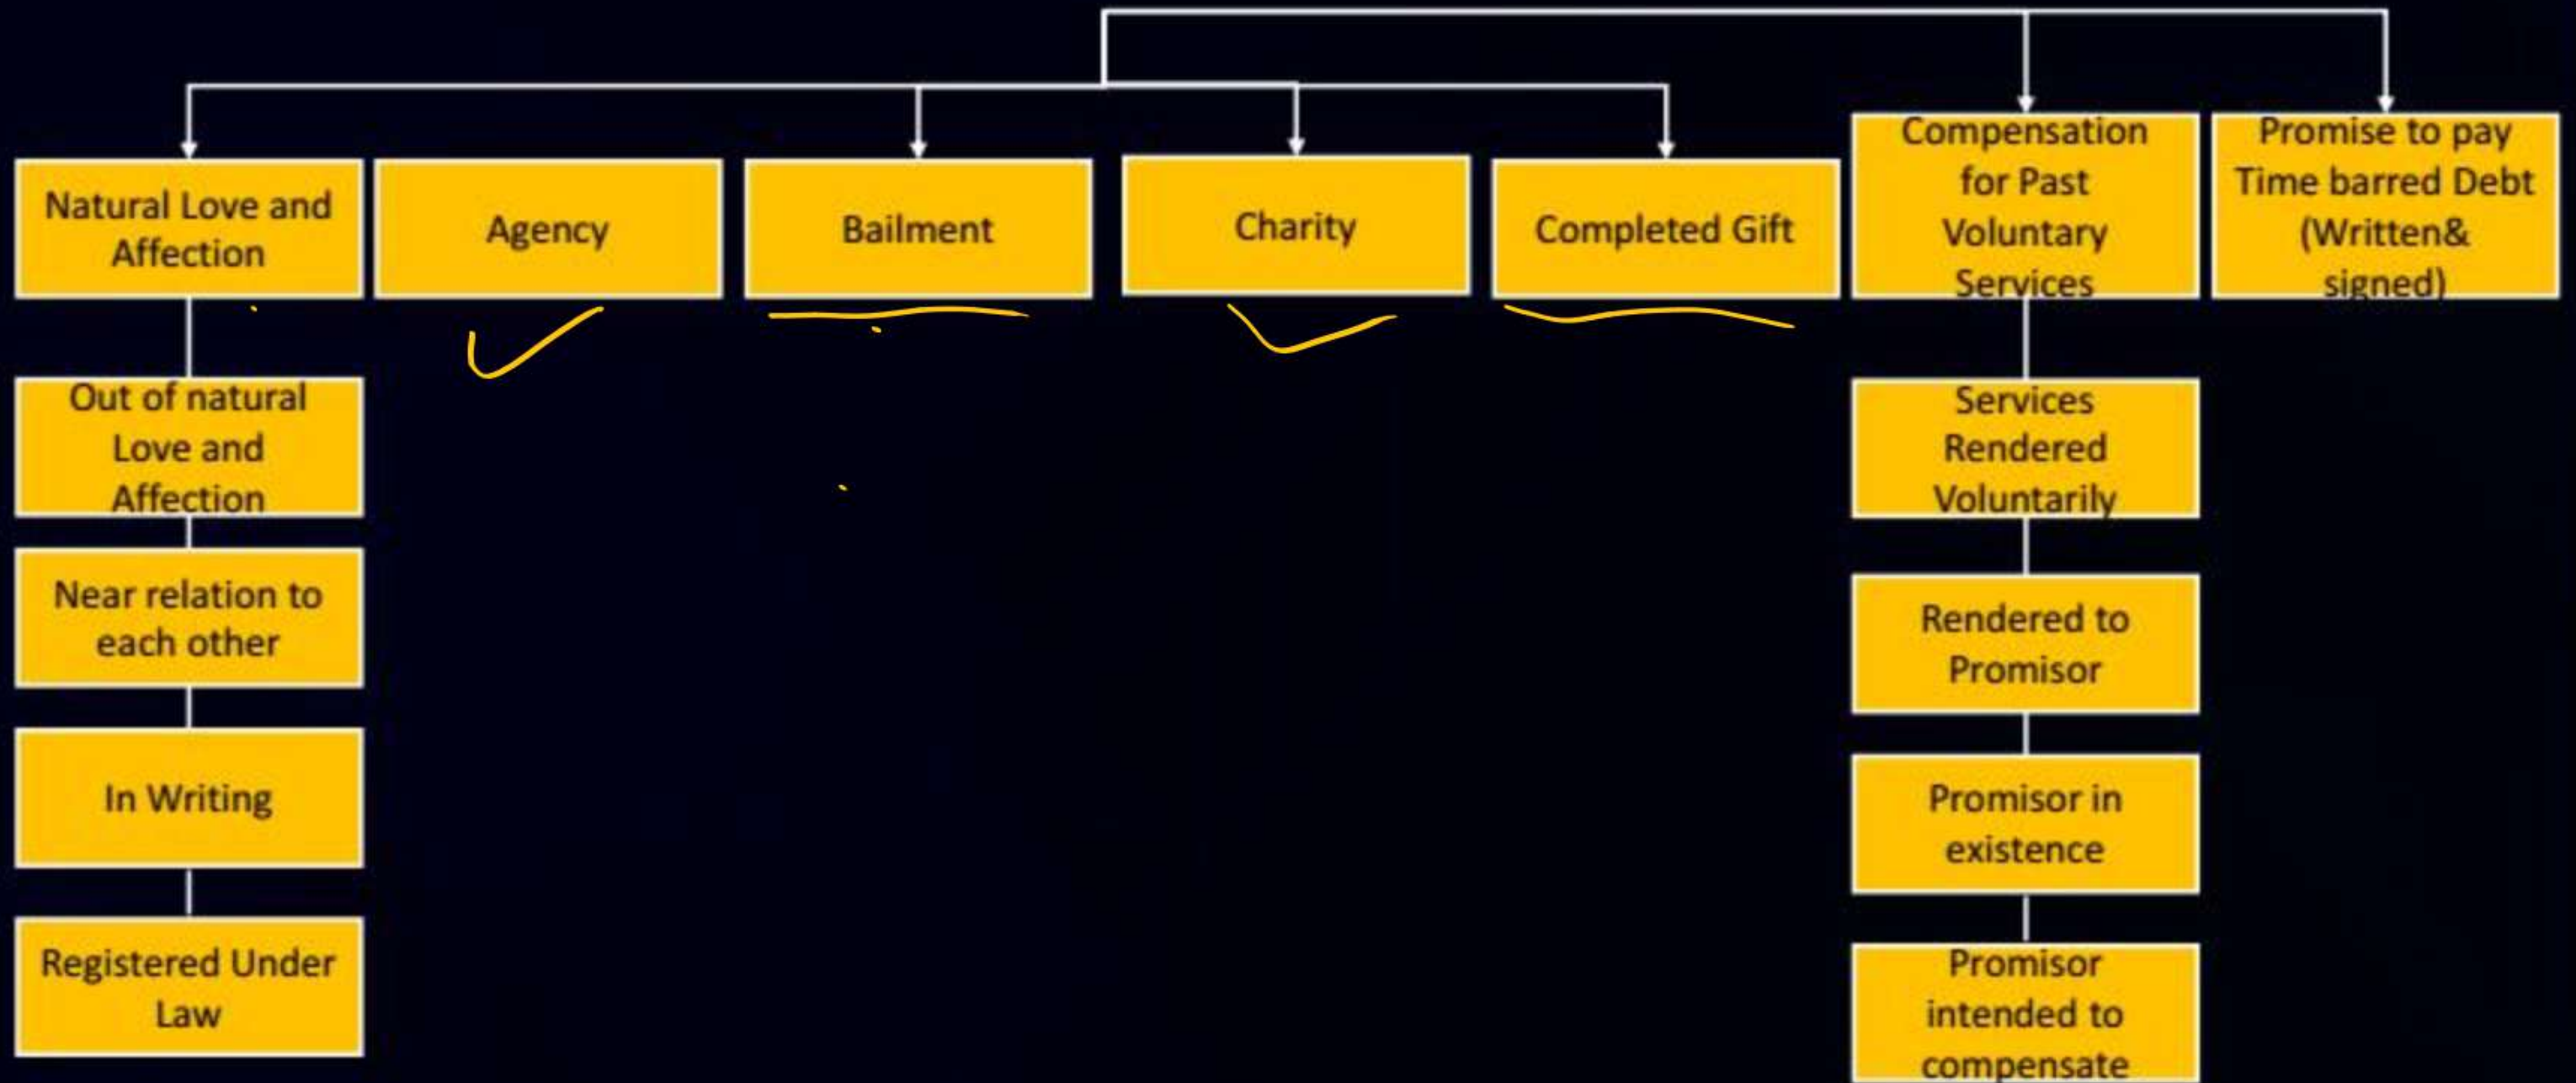 Natural Love and
Affection
Agency
Bailment
Charity
Completed Gift
Compensation
for Past
Voluntary
Services
Promise to pay
Time barred Debt
(Written&
signed)
Out of natural
Love and
Affection
Near relation to
each other
In Writing
Registered Under
Law
Services
Rendered
Voluntarily
Rendered to
Promisor
Promisor in
existence
Promisor
intended to
compensate